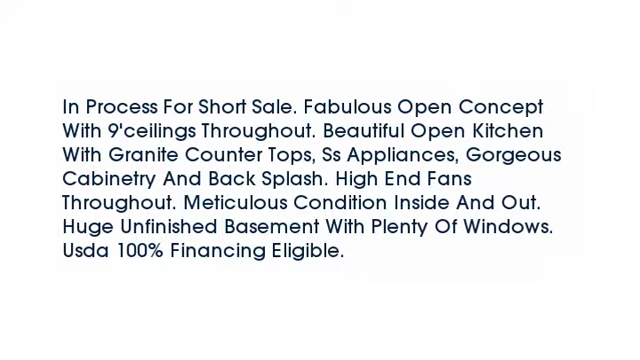 In Process For Short Sale. Fabulous Open Concept
With 9'ceilings Throughout. Beautiful Open Kitchen
With Granite Counter Tops, Ss Appliances, Gorgeous
Cabinetry And Back Splash. High End Fans
Throughout. Meticulous Condition Inside And Out.
Huge Unfinished Basement With Plenty Of Windows.
Usda 100% Financing Eligible.